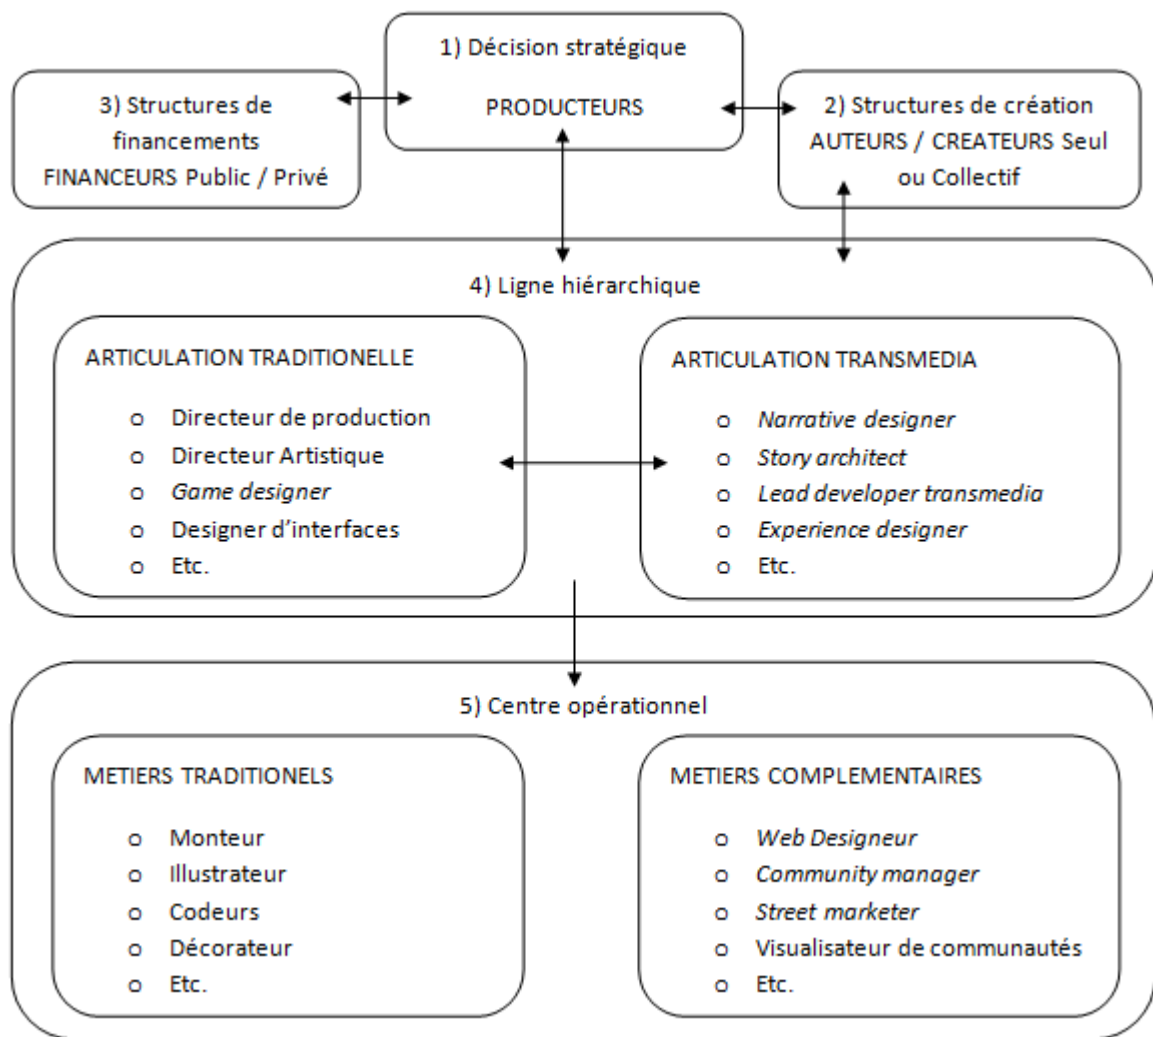 1) Décision stratégique
PRODUCTEURS
3) Structures de
financements
FINANCEURS Public / Privé
2) Structures de création
AUTEURS / CREATEURS Seul
ou Collectif
4) Ligne hiérarchique
ARTICULATION TRADITIONELLE
o Directeur de production
o Directeur Artistique
o Game designer
o Designer d’interfaces
o Etc.
ARTICULATION TRANSMEDIA
o Narrative designer
o Story architect
o Lead developer transmedia
o Experience designer
o Etc.
5) Centre opérationnel
METIERS TRADITIONELS
o Monteur
o Illustrateur
o Codeurs
o Décorateur
o Etc.
METIERS COMPLEMENTAIRES
o Web Designeur
o Community manager
o Street marketer
o Visualisateur de communautés
o Etc.